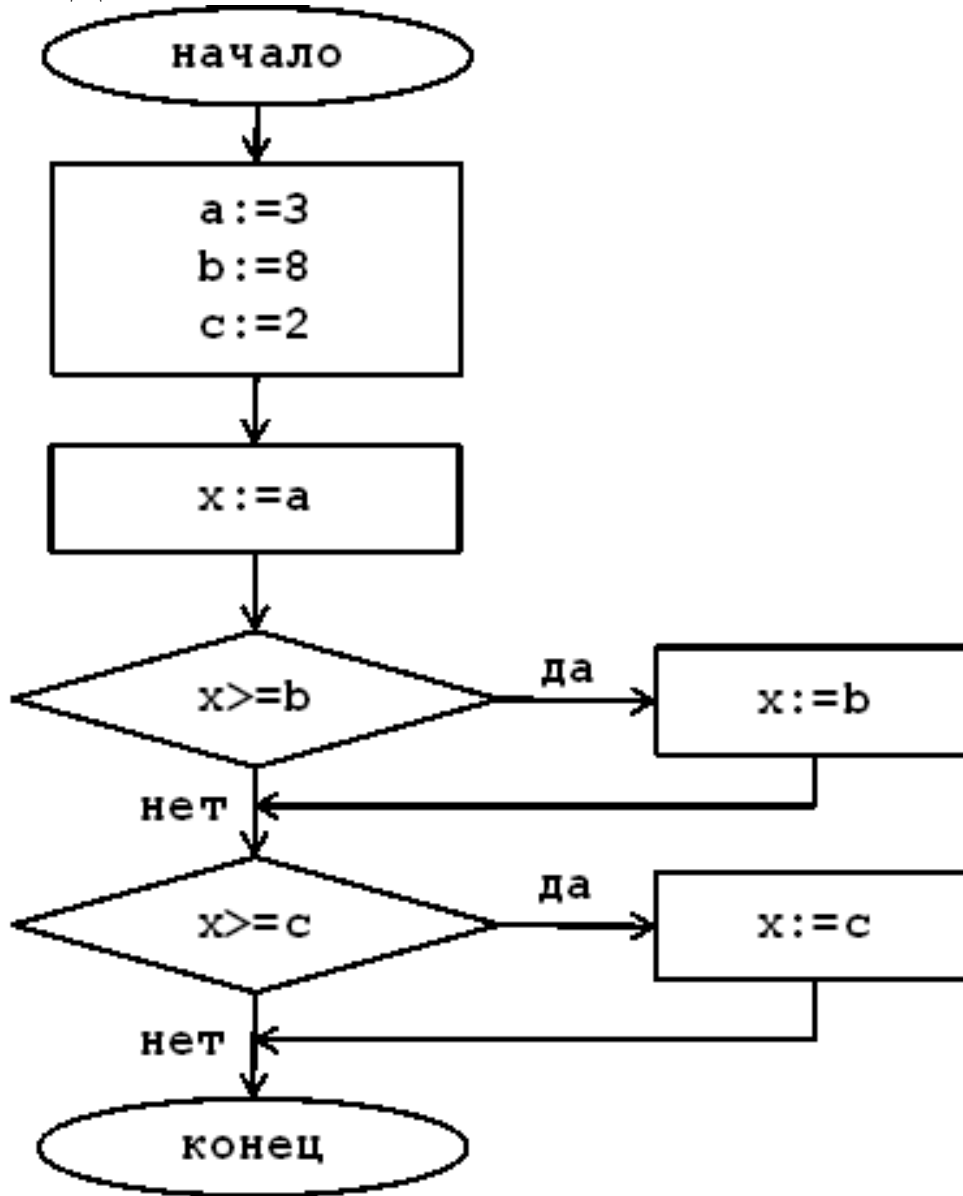 начало
a:=3
b:=8
c:=2
x:=a
x>=b
да
x:=b
нет
x>=c
да
x:=c
нет
конец